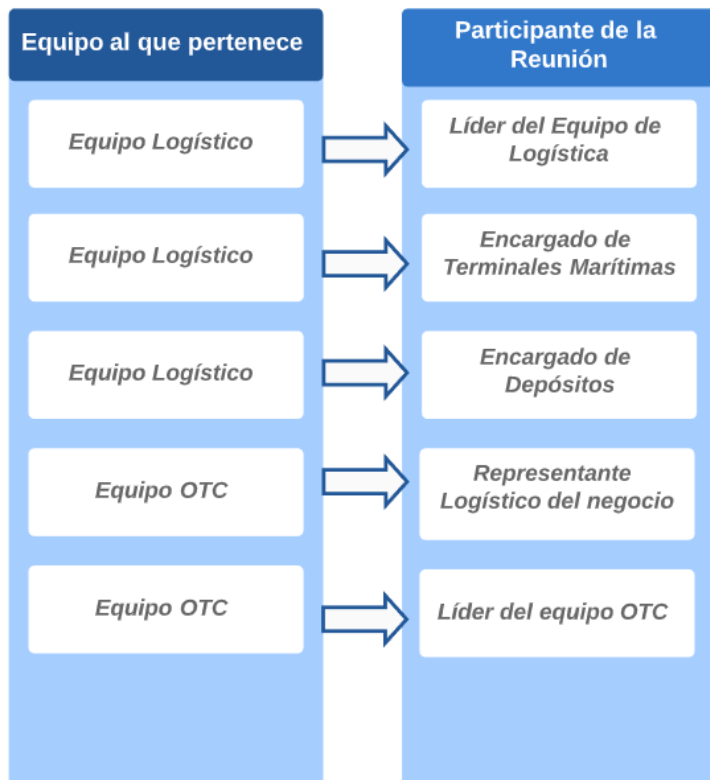 Equipo al que pertenece
Participante de la
Reunión
Equipo Logístico
Líder del Equipo de
Logística
Equipo Logístico
Encargado de
Terminales Marítimas
Equipo Logístico
Encargado de
Depósitos
Equipo OTC
Representante
Logístico del negocio
Equipo OTC
Líder del equipo OTC